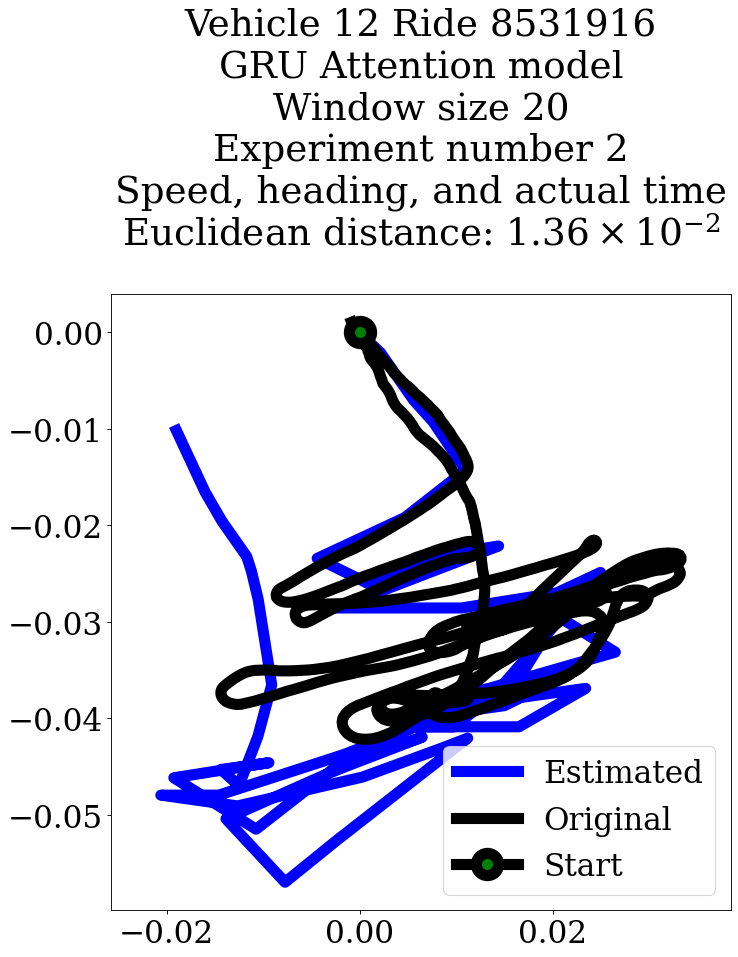 Vehicle 12 Ride 8531916
GRU Attention model
Window size 20
Experiment number 2
Speed, heading, and actual time
Euclidean distance: 1.36 × 10⁻²
0.00
−0.01
−0.02
−0.03
−0.04
−0.05
Estimated
Original
Start
−0.02 0.00 0.02